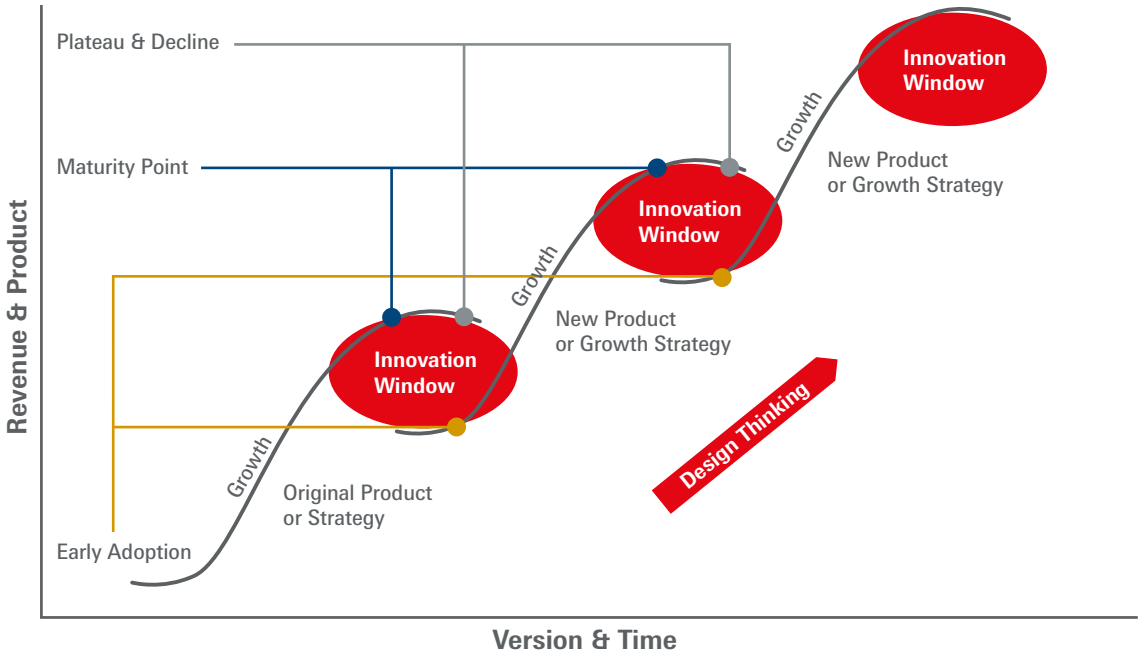 Plateau & Decline
Innovation
Window
Growth
Maturity Point
New Product
or Growth Strategy
Innovation
Window
Growth
Revenue & Product
New Product
or Growth Strategy
Innovation
Window
Design Thinking
Growth
Original Product
or Strategy
Early Adoption
Version & Time